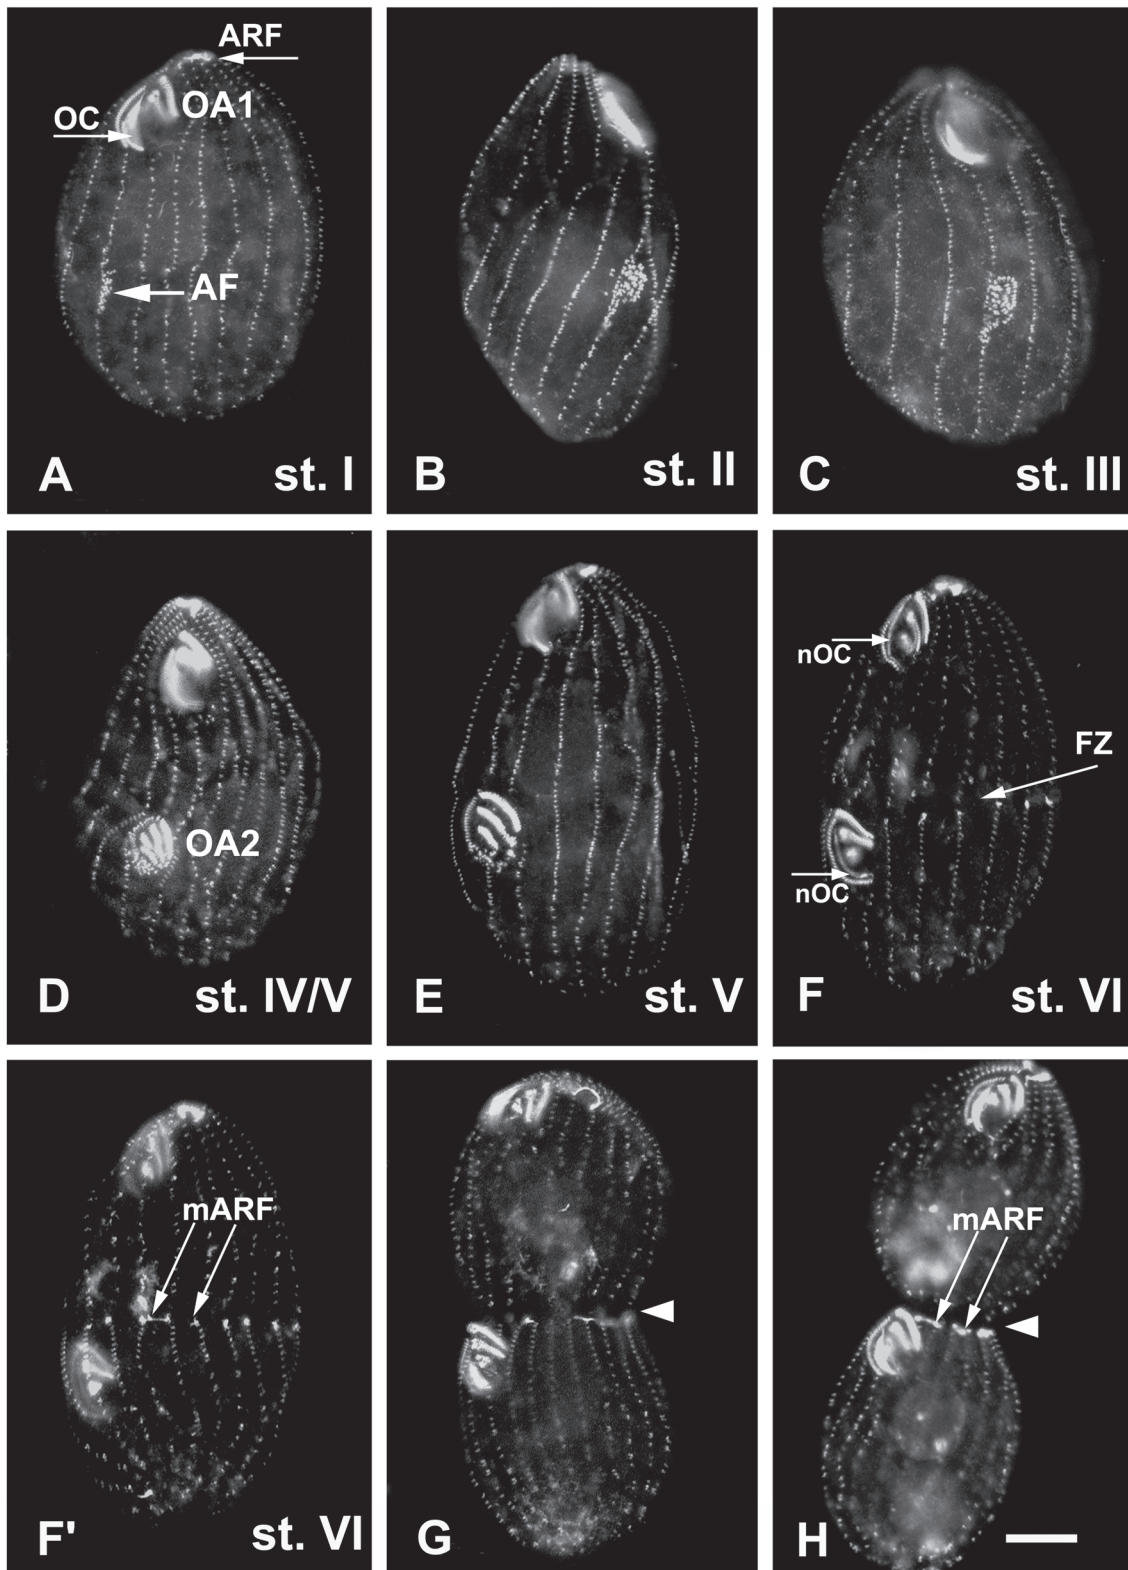 ARF
OA1
OC
AF
A st. I
B st. II
C st. III
OA2
D st. IV/V
E st. V
nOC
FZ
nOC
F st. VI
mARF
F' st. VI
G
mARF
H